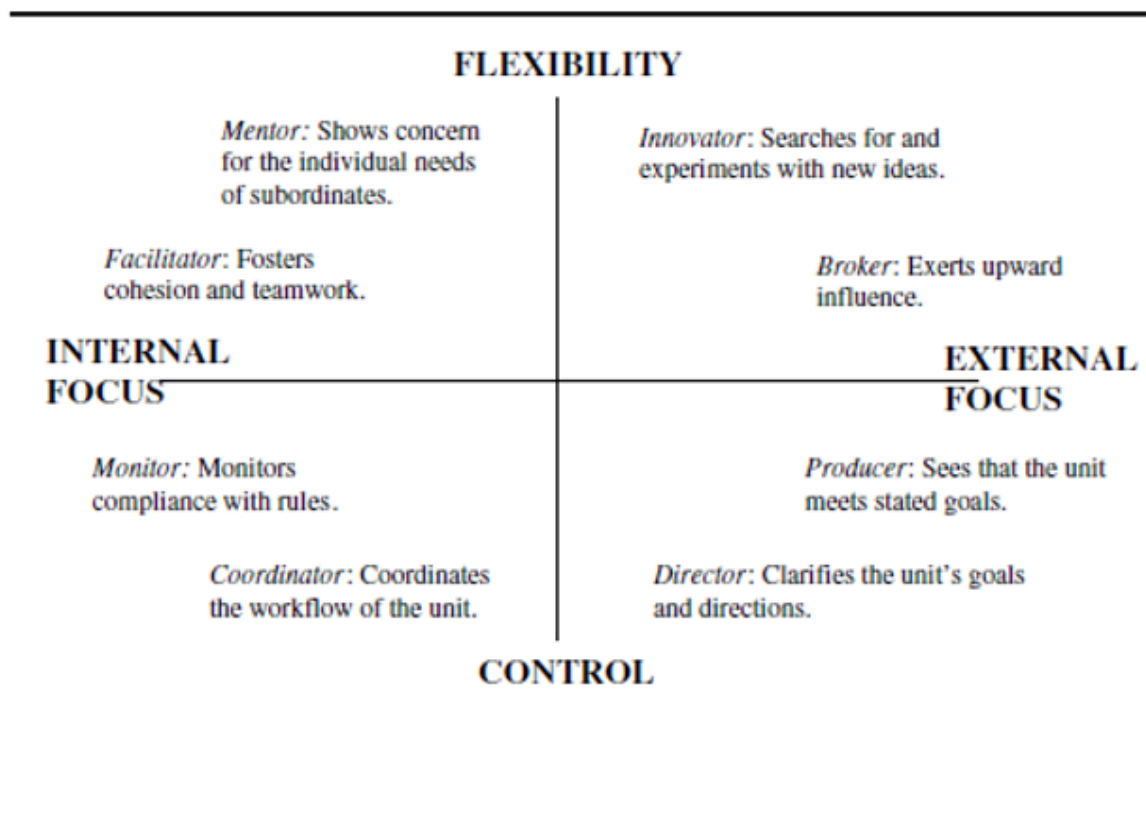 FLEXIBILITY
Mentor: Shows concern
for the individual needs
of subordinates.
Innovator: Searches for and
experiments with new ideas.
Facilitator: Fosters
cohesion and teamwork.
Broker: Exerts upward
influence.
INTERNAL
FOCUS
EXTERNAL
FOCUS
Monitor: Monitors
compliance with rules.
Producer: Sees that the unit
meets stated goals.
Coordinator: Coordinates
the workflow of the unit.
Director: Clarifies the unit's goals
and directions.
CONTROL